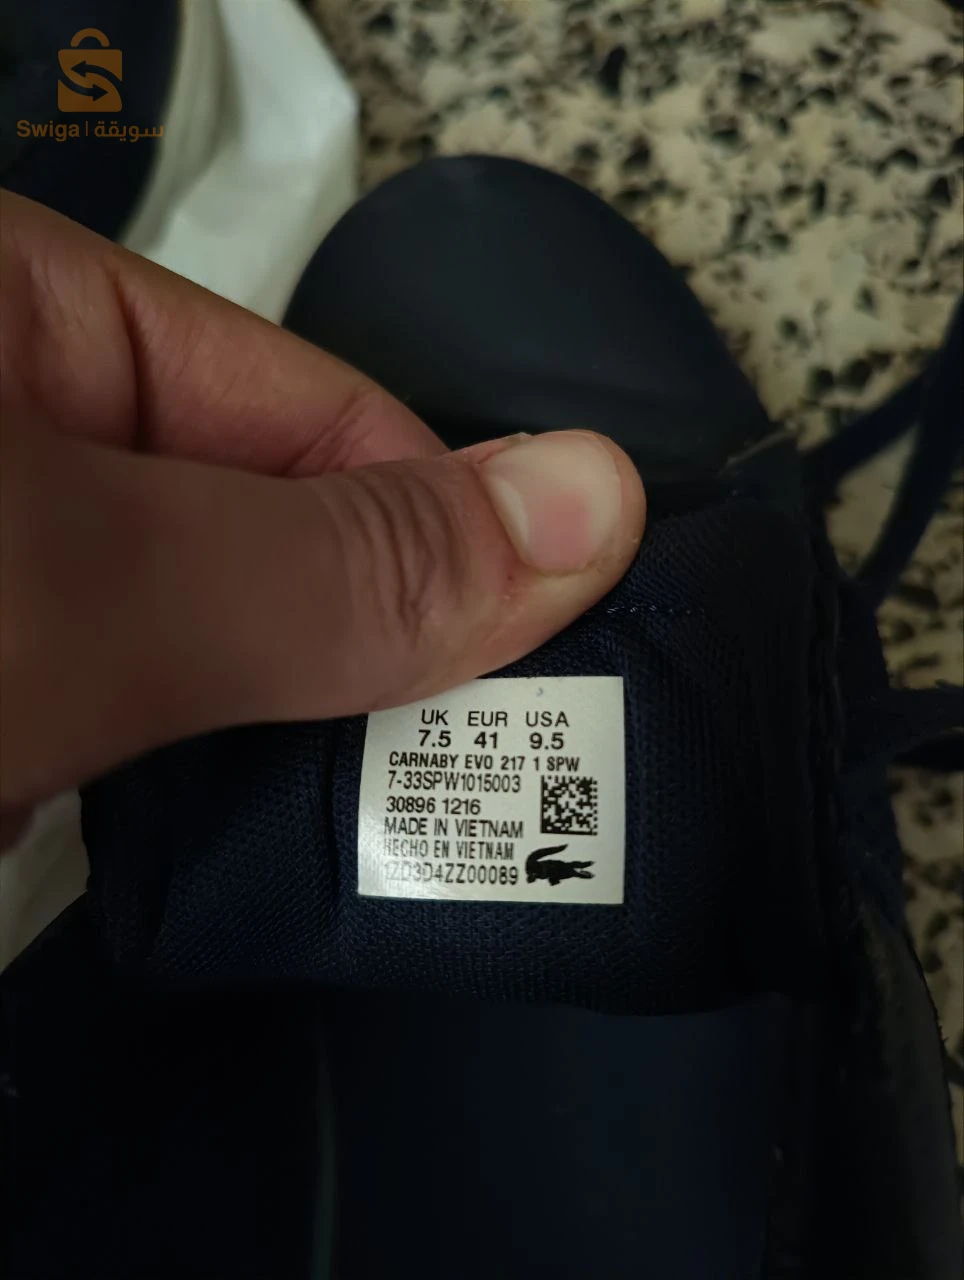 Swiga | سويقة
UK EUR USA
7.5 41 9.5
CARNABY EVO 217 1 SPW
7-33SPW1015003
30896 1216
MADE IN VIETNAM
HECHO EN VIETNAM
1ZD3D4ZZ00089